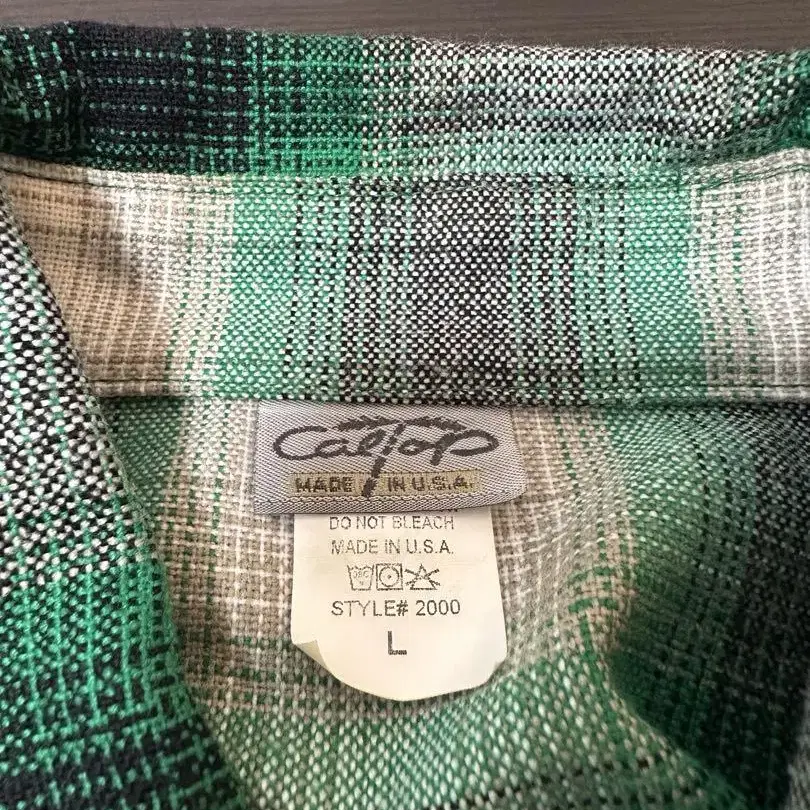 CalTop
MADE IN U.S.A.
DO NOT BLEACH
MADE IN U.S.A.
STYLE# 2000
L